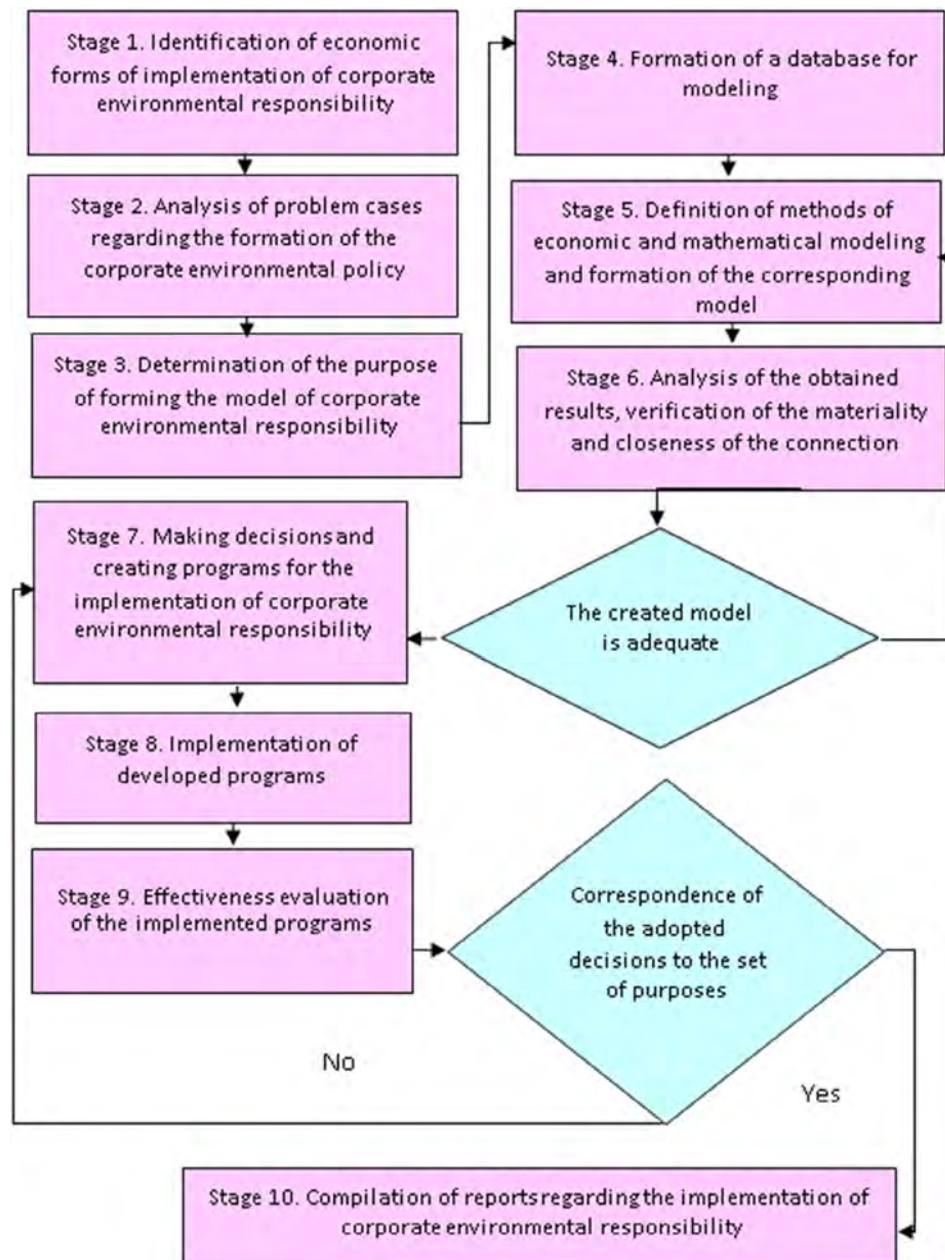 Stage 1. Identification of economic
forms of implementation of corporate
environmental responsibility
Stage 2. Analysis of problem cases
regarding the formation of the
corporate environmental policy
Stage 3. Determination of the purpose
of forming the model of corporate
environmental responsibility
Stage 4. Formation of a database for
modeling
Stage 5. Definition of methods of
economic and mathematical modeling
and formation of the corresponding
model
Stage 6. Analysis of the obtained
results, verification of the materiality
and closeness of the connection
The created model
is adequate
Stage 7. Making decisions and
creating programs for the
implementation of corporate
environmental responsibility
Stage 8. Implementation of
developed programs
Stage 9. Effectiveness evaluation
of the implemented programs
Correspondence of
the adopted
decisions to the set
of purposes
No
Yes
Stage 10. Compilation of reports regarding the implementation of
corporate environmental responsibility